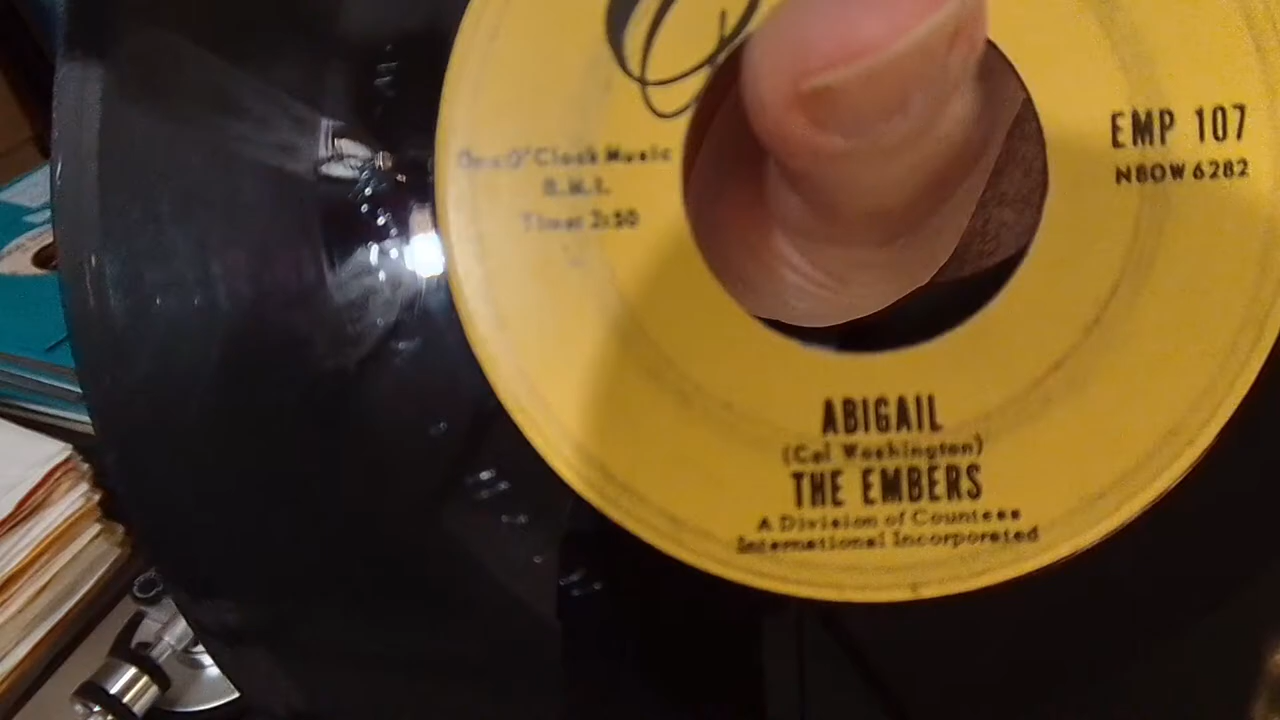 EMP 107
N8OW 6282
One O'Clock Music
B.M.I.
Time: 2:50
ABIGAIL
(Cal Washington)
THE EMBERS
A Division of Countess
International Incorporated